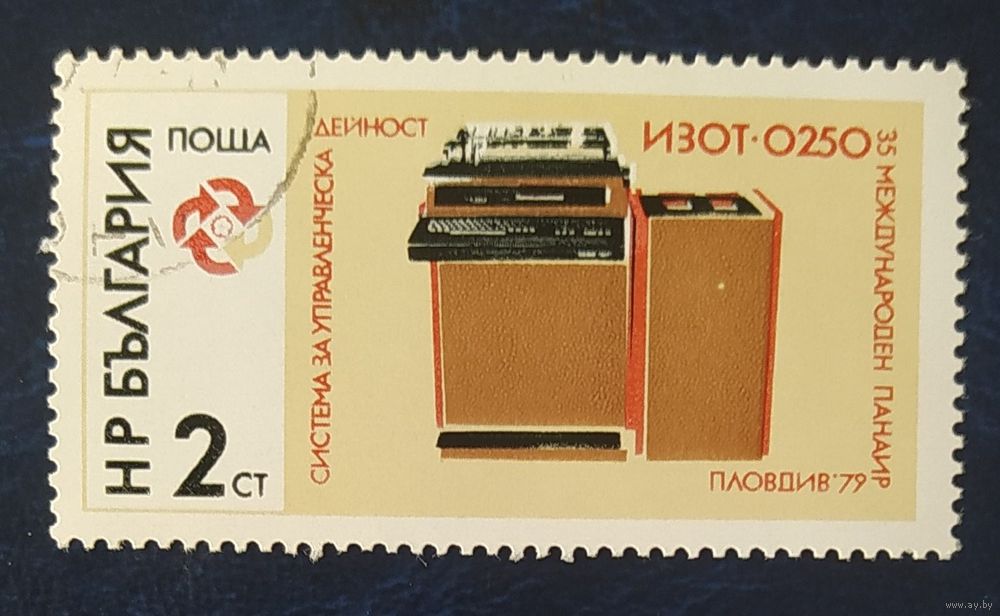 НР БЪЛГАРИЯ
ПОЩА
2 СТ
СИСТЕМА ЗА УПРАВЛЕНЧЕСКА
ДЕЙНОСТ
ИЗОТ·0250
35 МЕЖДУНАРОДЕН ПАНАИР
ПЛОВДИВ'79
www.ay.by